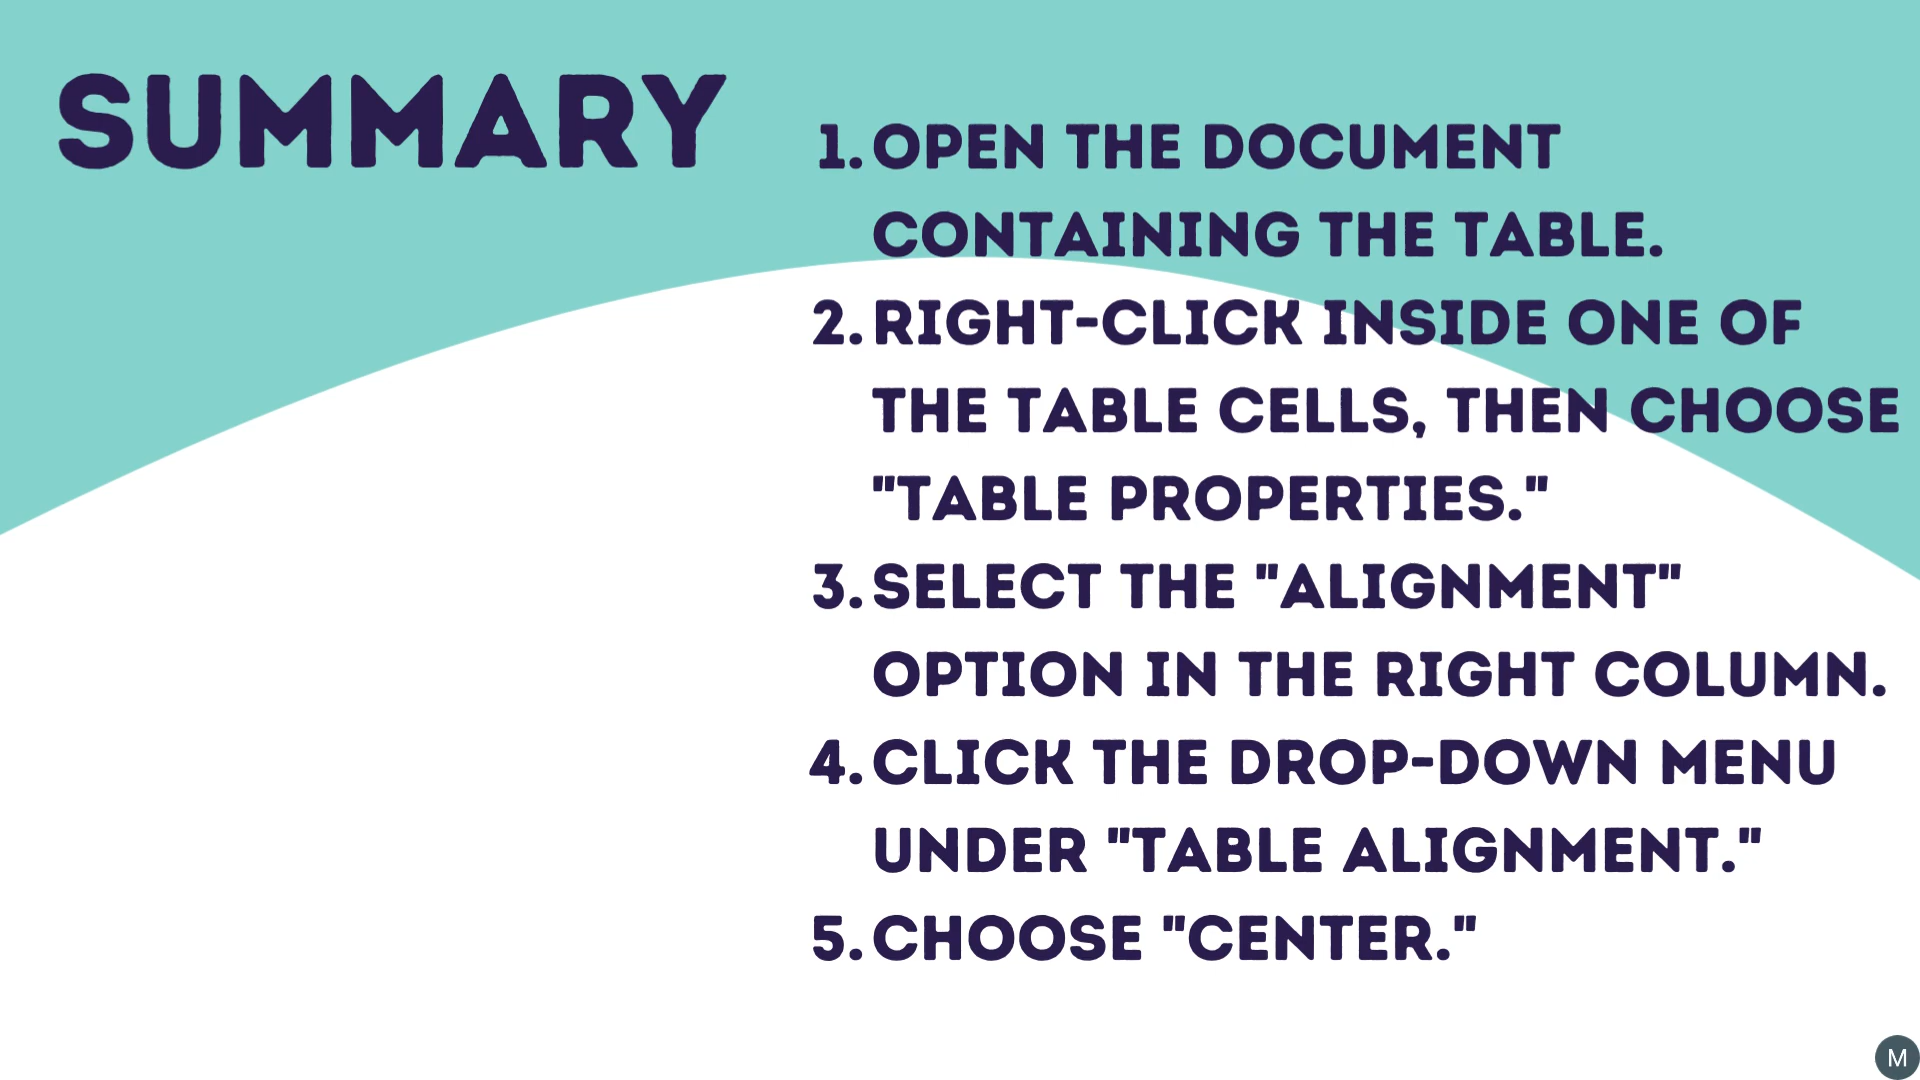 SUMMARY
1. OPEN THE DOCUMENT
CONTAINING THE TABLE.
2. RIGHT-CLICK INSIDE ONE OF
THE TABLE CELLS, THEN CHOOSE
"TABLE PROPERTIES."
3. SELECT THE "ALIGNMENT"
OPTION IN THE RIGHT COLUMN.
4. CLICK THE DROP-DOWN MENU
UNDER "TABLE ALIGNMENT."
5. CHOOSE "CENTER."
M